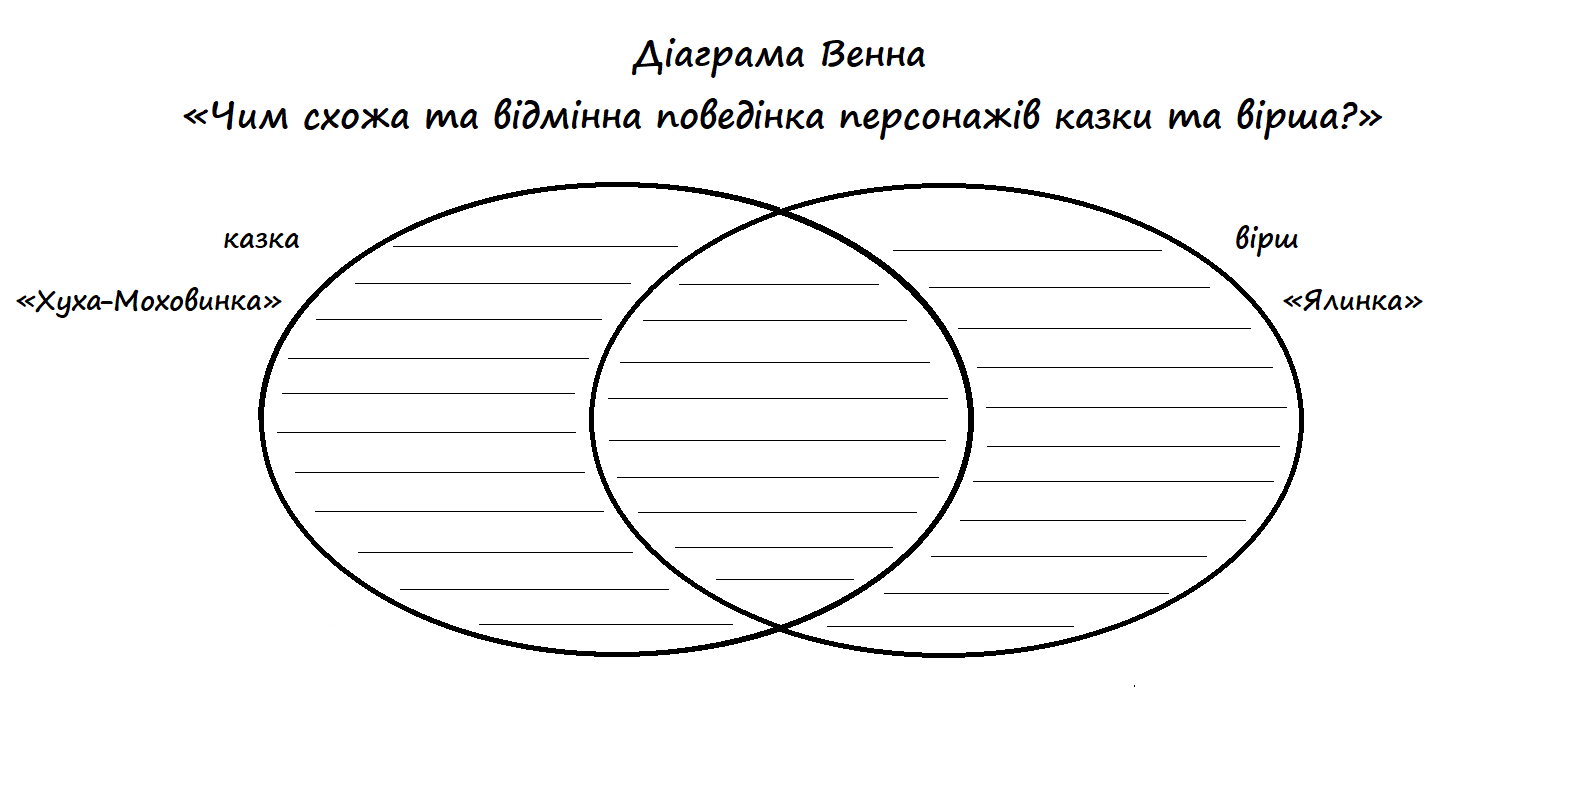 Діаграма Венна
«Чим схожа та відмінна поведінка персонажів казки та вірша?»
казка
«Хуха-Моховинка»
вірш
«Ялинка»